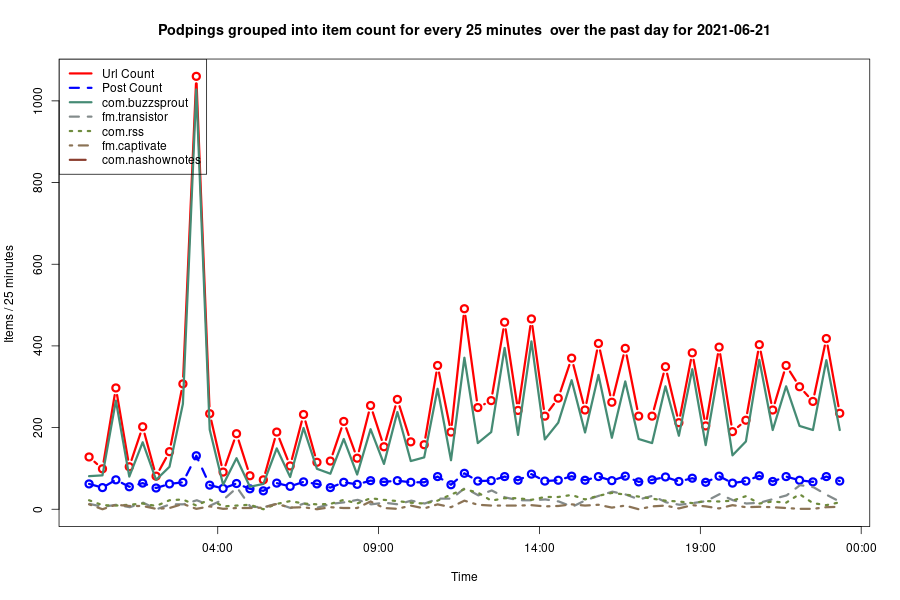 Podpings grouped into item count for every 25 minutes  over the past day for 2021-06-21
Url Count
Post Count
com.buzzsprout
fm.transistor
com.rss
fm.captivate
com.nashownotes
Items / 25 minutes
1000
800
600
400
200
0
04:00
09:00
14:00
19:00
00:00
Time